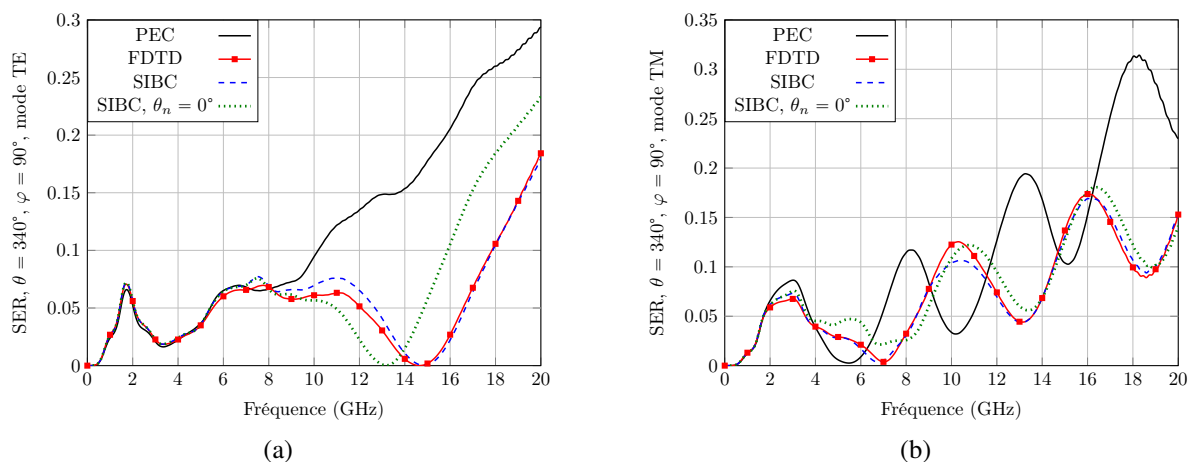 SER, θ = 340°, φ = 90°, mode TE
0.3
0.25
0.2
0.15
0.1
0.05
0
PEC
FDTD
SIBC
SIBC, θn = 0°
0 2 4 6 8 10 12 14 16 18 20
Fréquence (GHz)
(a)
SER, θ = 340°, φ = 90°, mode TM
0.35
0.3
0.25
0.2
0.15
0.1
0.05
0
PEC
FDTD
SIBC
SIBC, θn = 0°
0 2 4 6 8 10 12 14 16 18 20
Fréquence (GHz)
(b)